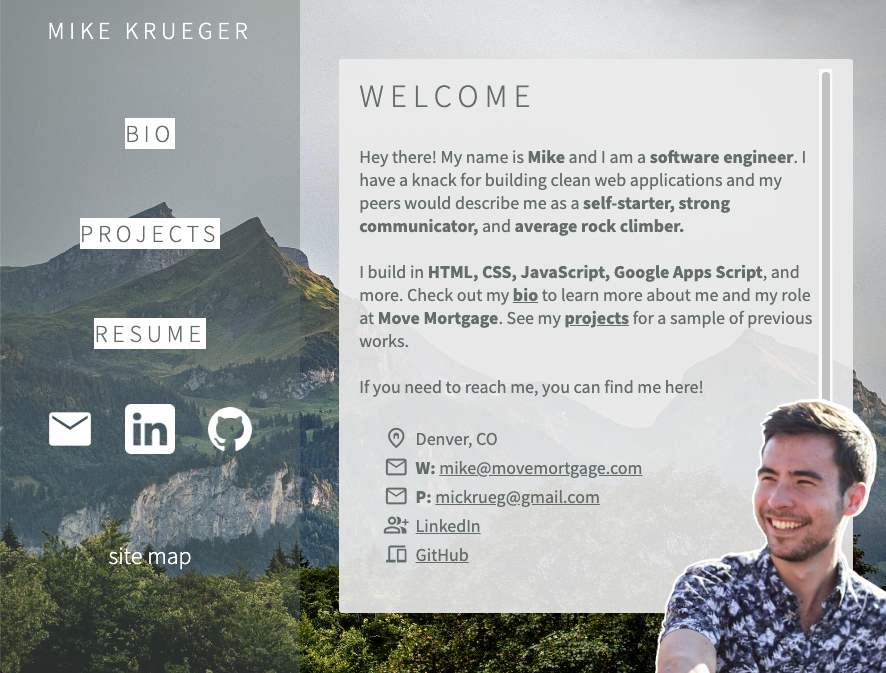 MIKE KRUEGER
BIO
PROJECTS
RESUME
in
site map
WELCOME
Hey there! My name is Mike and I am a software engineer. I
have a knack for building clean web applications and my
peers would describe me as a self-starter, strong
communicator, and average rock climber.
I build in HTML, CSS, JavaScript, Google Apps Script, and
more. Check out my bio to learn more about me and my role
at Move Mortgage. See my projects for a sample of previous
works.
If you need to reach me, you can find me here!
Denver, CO
W: mike@movemortgage.com
P: mickrueg@gmail.com
LinkedIn
GitHub